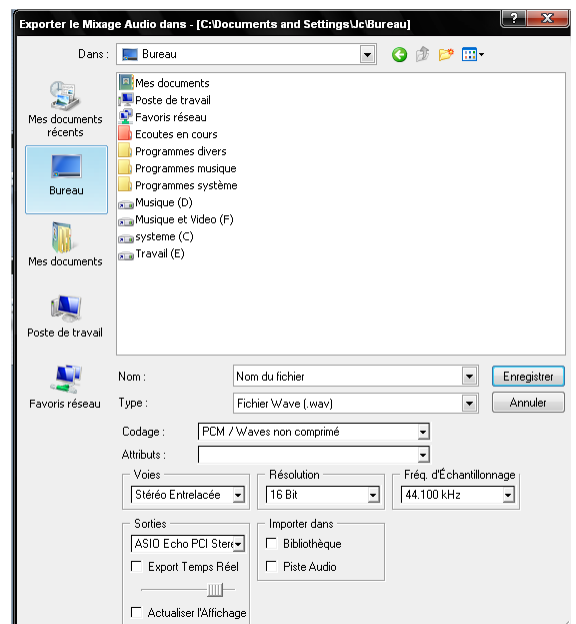 Exporter le Mixage Audio dans - [C:\Documents and Settings\Jc\Bureau]
Dans :
Bureau
Mes documents récents
Bureau
Mes documents
Poste de travail
Favoris réseau
Mes documents
Poste de travail
Favoris réseau
Ecoutes en cours
Programmes divers
Programmes musique
Programmes système
Musique (D)
Musique et Video (F)
systeme (C)
Travail (E)
Nom :
Nom du fichier
Enregistrer
Type :
Fichier Wave (.wav)
Annuler
Codage :
PCM / Waves non comprimé
Attributs :
Voies
Stéréo Entrelacée
Résolution
16 Bit
Fréq. d'Échantillonnage
44.100 kHz
Sorties
ASIO Echo PCI Stere
Export Temps Réel
Actualiser l'Affichage
Importer dans
Bibliothèque
Piste Audio